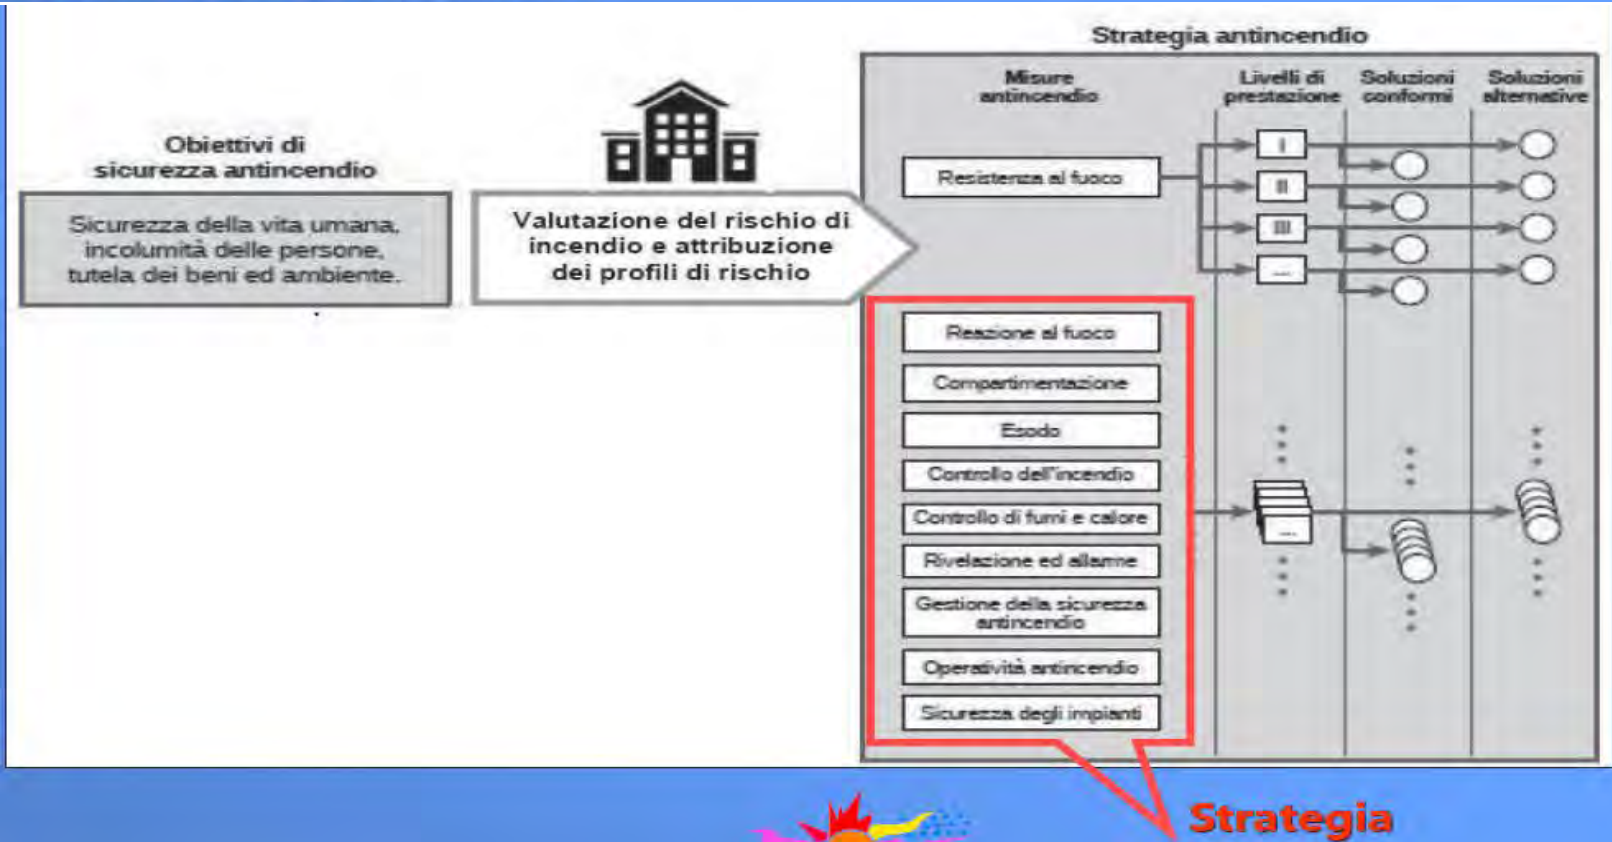 Strategia antincendio
Misure
antincendio
Livelli di
prestazione
Soluzioni
conformi
Soluzioni
alternative
Obiettivi di
sicurezza antincendio
Sicurezza della vita umana,
incolumità delle persone,
tutela dei beni ed ambiente.
Valutazione del rischio di
incendio e attribuzione
dei profili di rischio
Resistenza al fuoco
I
II
III
...
Reazione al fuoco
Compartimentazione
Esodo
Controllo dell'incendio
Controllo di fumi e calore
Rivelazione ed allarme
Gestione della sicurezza
antincendio
Operatività antincendio
Sicurezza degli impianti
...
Strategia